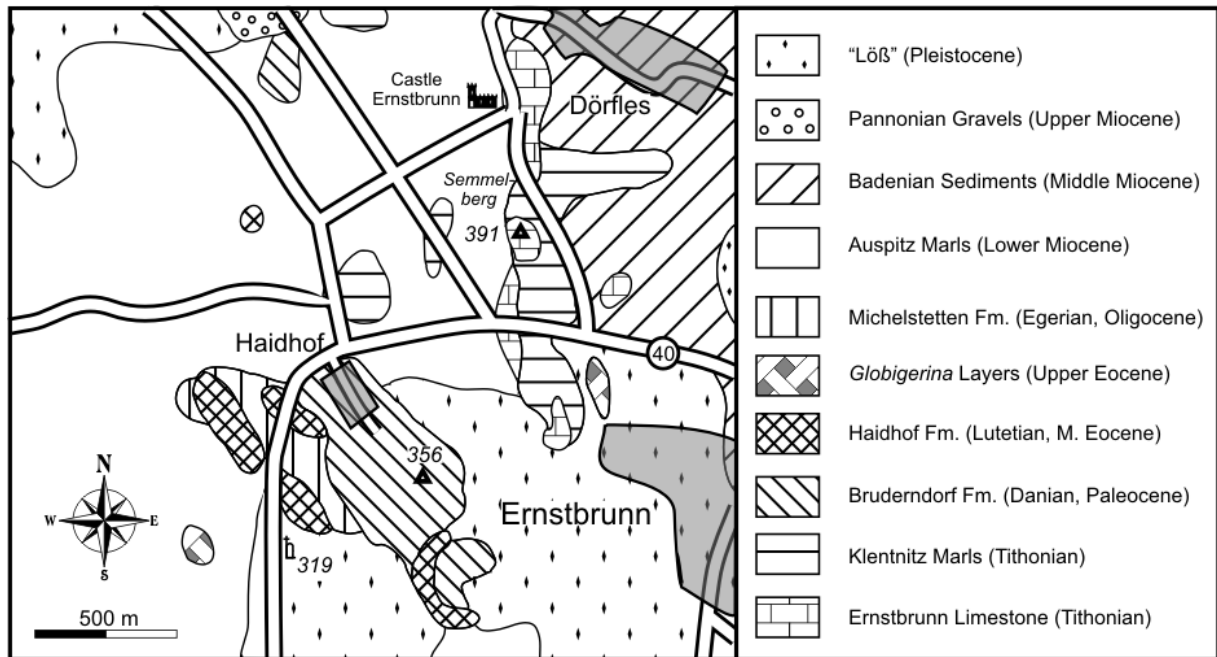 Castle
Ernstbrunn
Dörfles
Semmel-
berg
391
Haidhof
40
356
Ernstbrunn
319
N
W
E
S
500 m
“Löß” (Pleistocene)
Pannonian Gravels (Upper Miocene)
Badenian Sediments (Middle Miocene)
Auspitz Marls (Lower Miocene)
Michelstetten Fm. (Egerian, Oligocene)
Globigerina Layers (Upper Eocene)
Haidhof Fm. (Lutetian, M. Eocene)
Bruderndorf Fm. (Danian, Paleocene)
Klentnitz Marls (Tithonian)
Ernstbrunn Limestone (Tithonian)